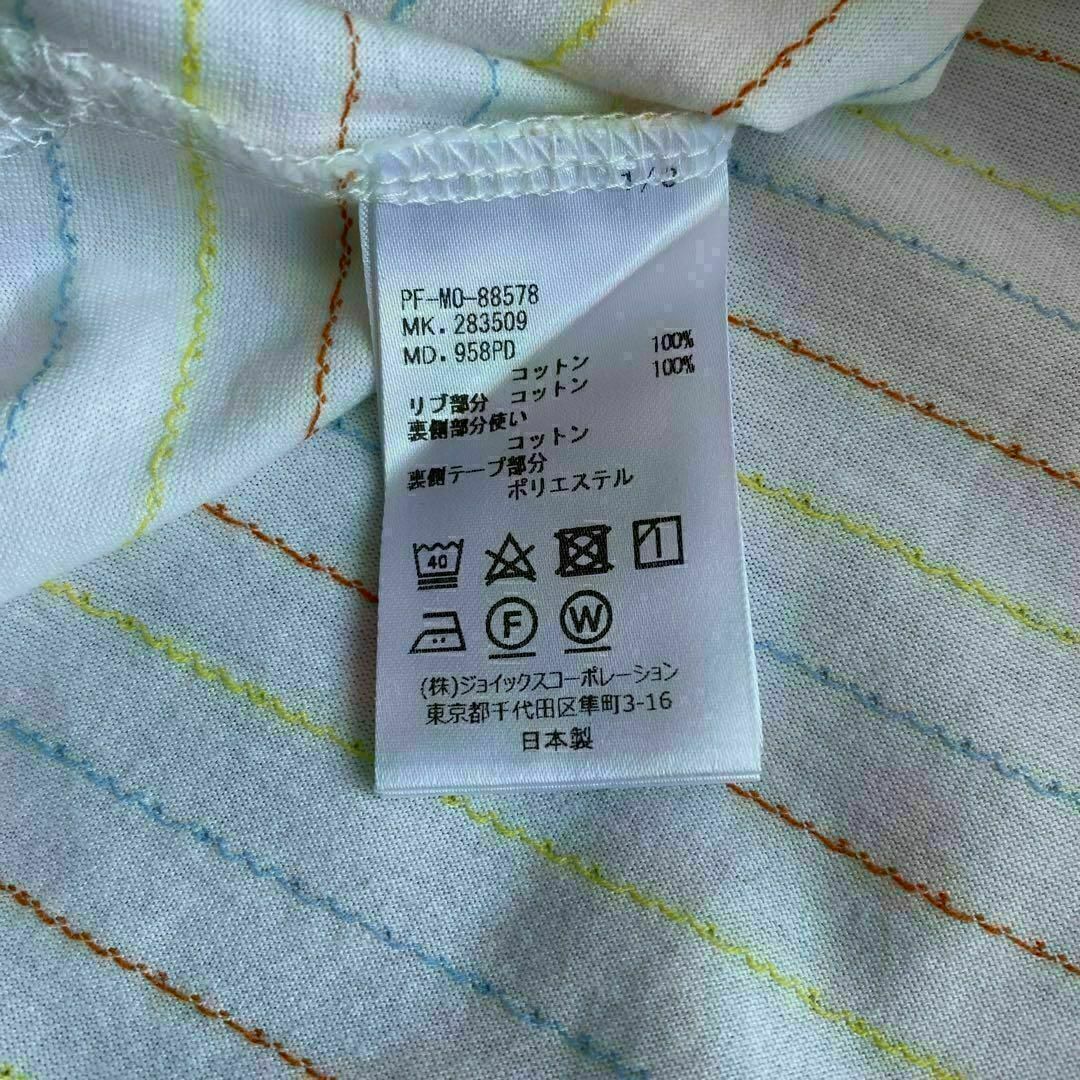 PF-MO-88578
MK. 283509
MD. 958PD
コットン 100%
リブ部分 コットン 100%
裏側部分使い
コットン
裏側テープ部分
ポリエステル
40
F W
(株)ジョイックスコーポレーション
東京都千代田区隼町3-16
日本製